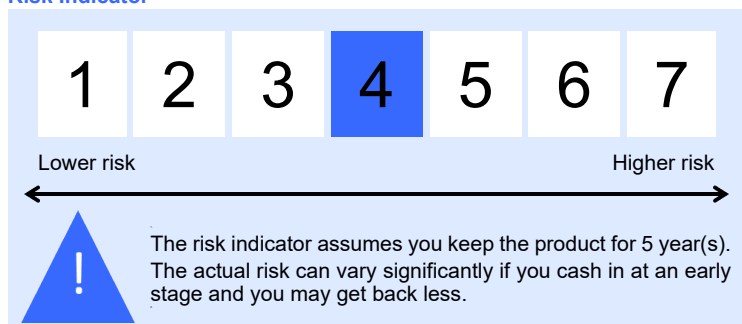 Risk Indicator
1 2 3 4 5 6 7
Lower risk Higher risk
!
The risk indicator assumes you keep the product for 5 year(s).
The actual risk can vary significantly if you cash in at an early
stage and you may get back less.